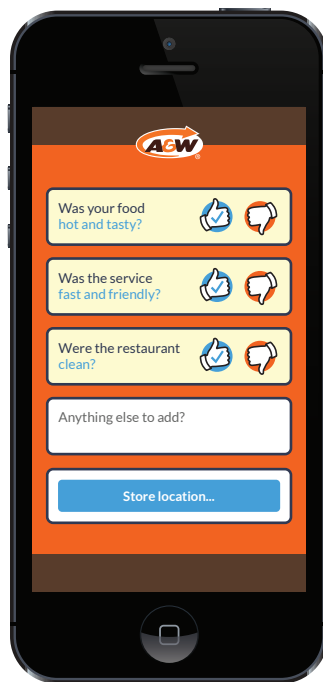 A&W
®
Was your food
hot and tasty?
Was the service
fast and friendly?
Were the restaurant
clean?
Anything else to add?
Store location...